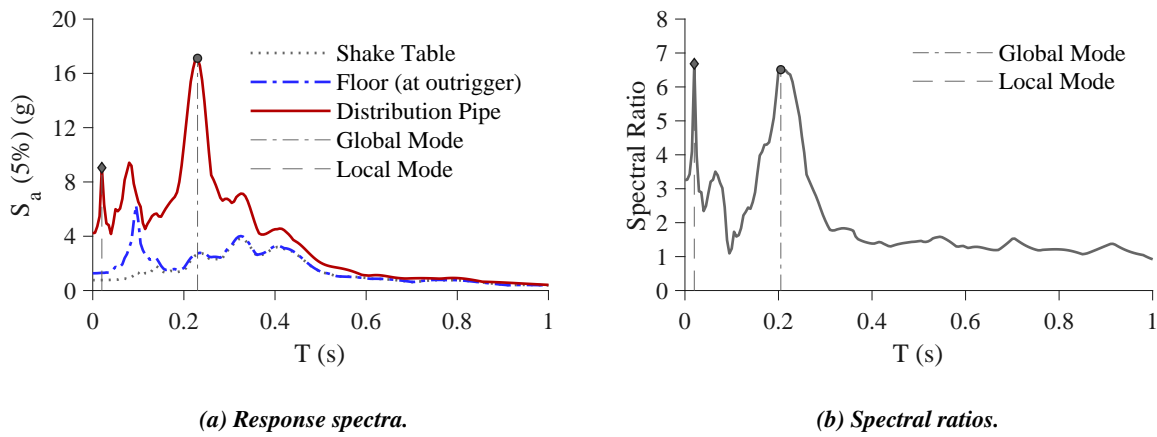 20
16
12
8
4
0
S_a (5%) (g)
Shake Table
Floor (at outrigger)
Distribution Pipe
Global Mode
Local Mode
0 0.2 0.4 0.6 0.8 1
T (s)
(a) Response spectra.
8
7
6
5
4
3
2
1
0
Spectral Ratio
Global Mode
Local Mode
0 0.2 0.4 0.6 0.8 1
T (s)
(b) Spectral ratios.